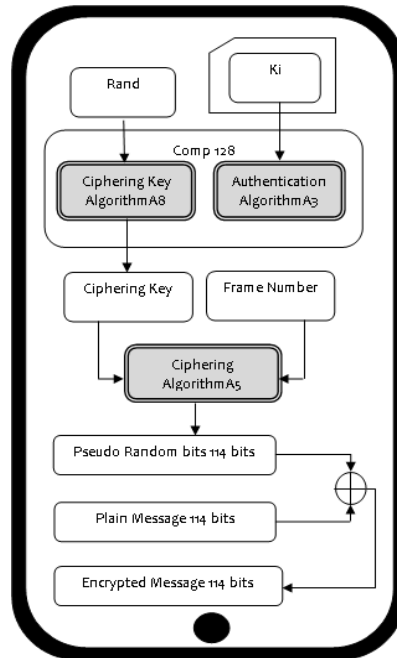 Rand
Ki
Comp 128
Ciphering Key
AlgorithmA8
Authentication
AlgorithmA3
Ciphering Key
Frame Number
Ciphering
AlgorithmA5
Pseudo Random bits 114 bits
Plain Message 114 bits
Encrypted Message 114 bits